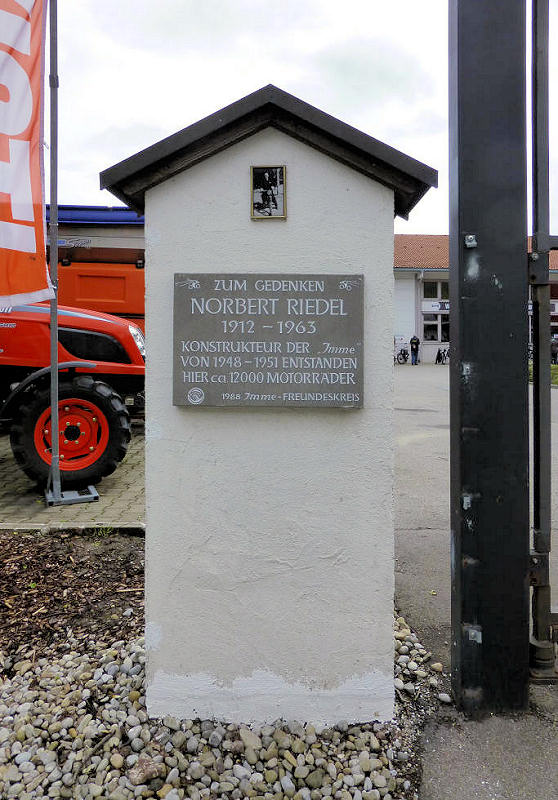 ZUM GEDENKEN
NORBERT RIEDEL
1912 – 1963
KONSTRUKTEUR DER „Imme"
VON 1948 – 1951 ENTSTANDEN
HIER ca. 12000 MOTORRÄDER
1988 Imme-FREUNDESKREIS